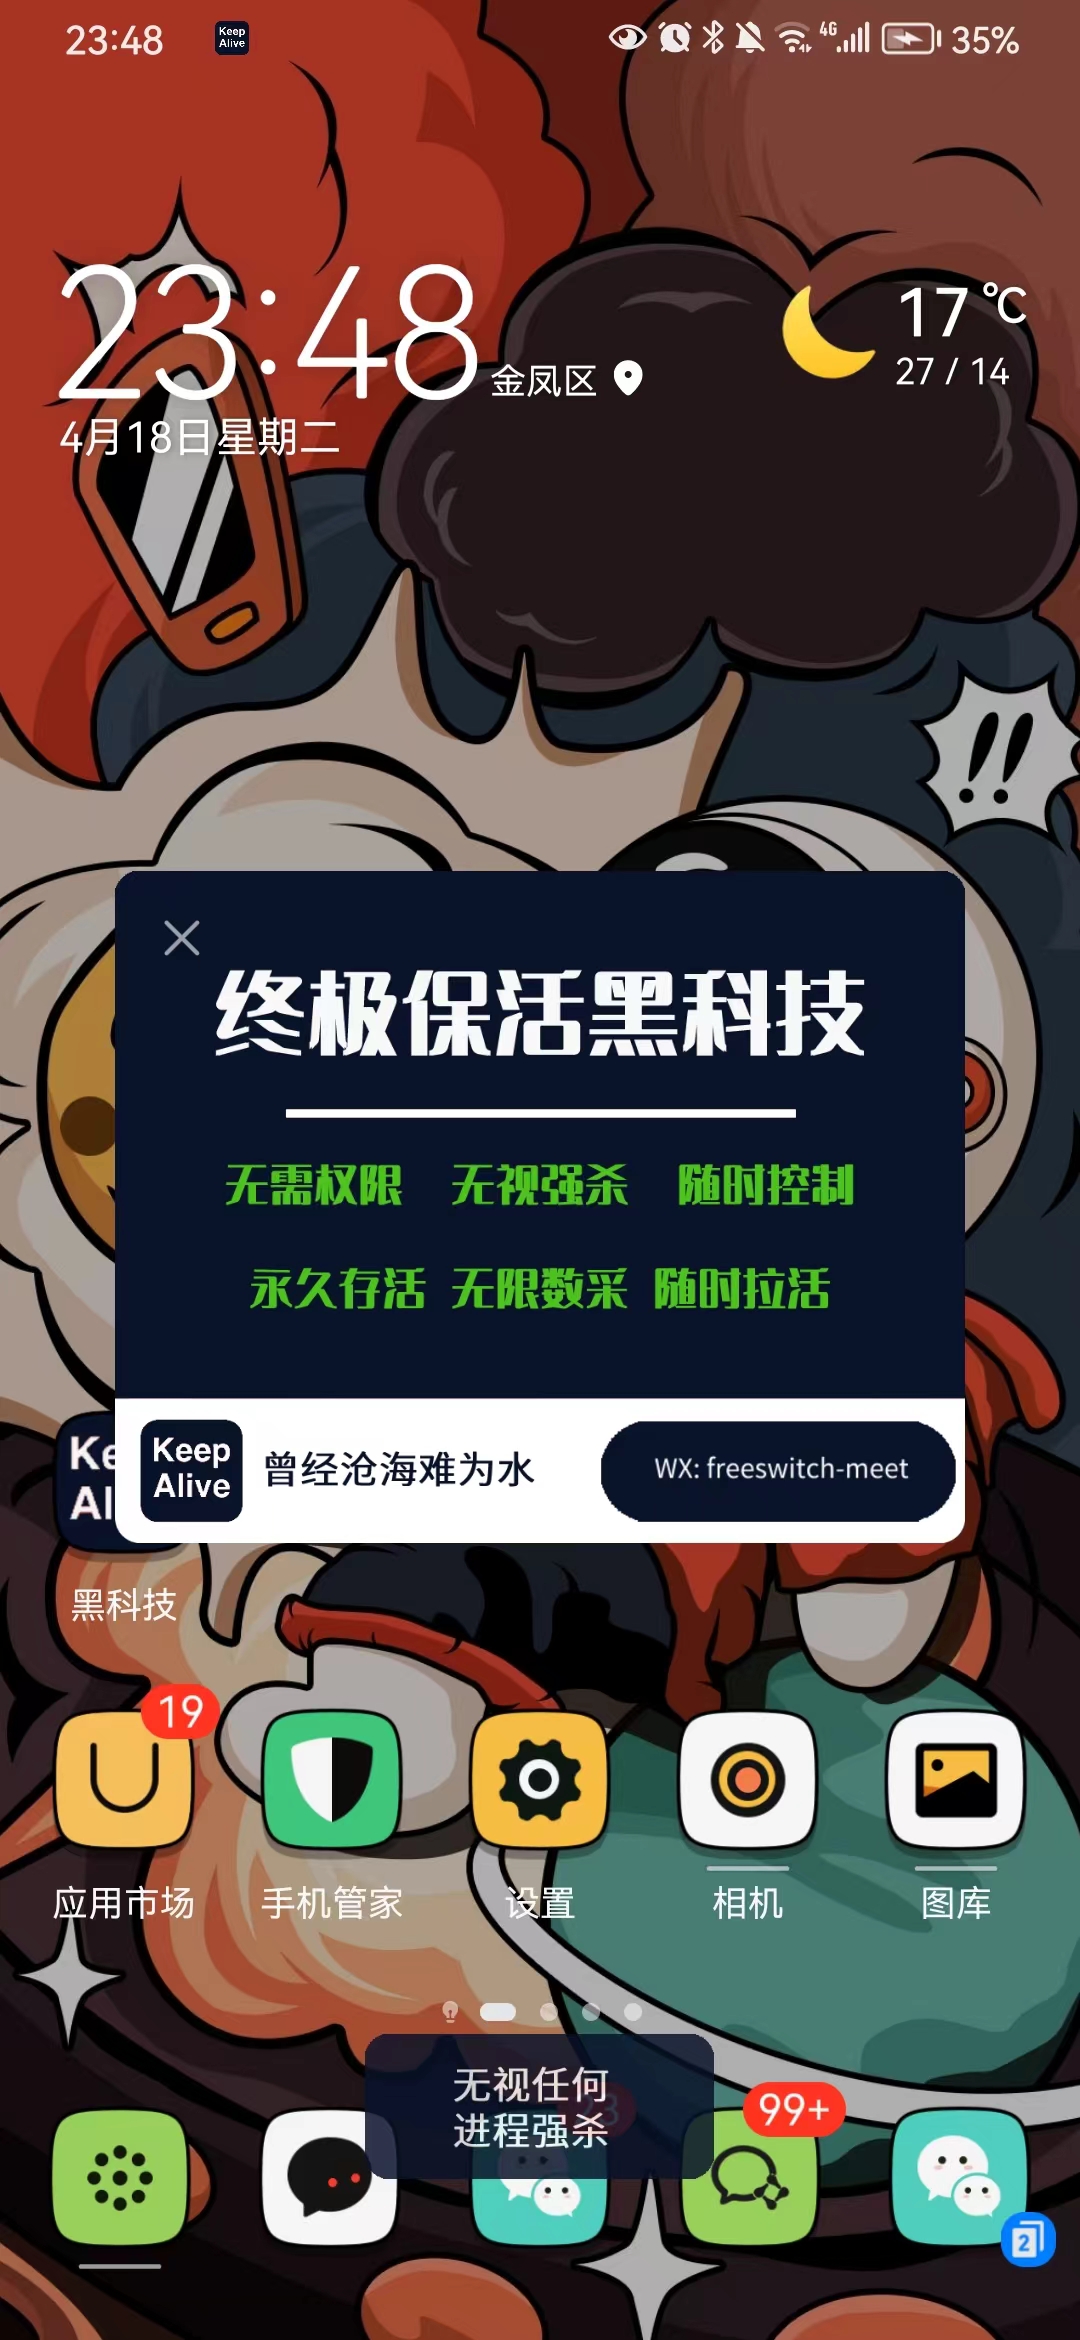 23:48
Keep
Alive
4G
35%
23:48
金凤区
17℃
27 / 14
4月18日星期二
!!
终极保活黑科技
无需权限 无视强杀 随时控制
永久存活 无限数采 随时拉活
Ke
Al
Keep
Alive
曾经沧海难为水
WX: freeswitch-meet
黑科技
19
应用市场
手机管家
设置
相机
图库
无视任何
进程强杀
99+
2